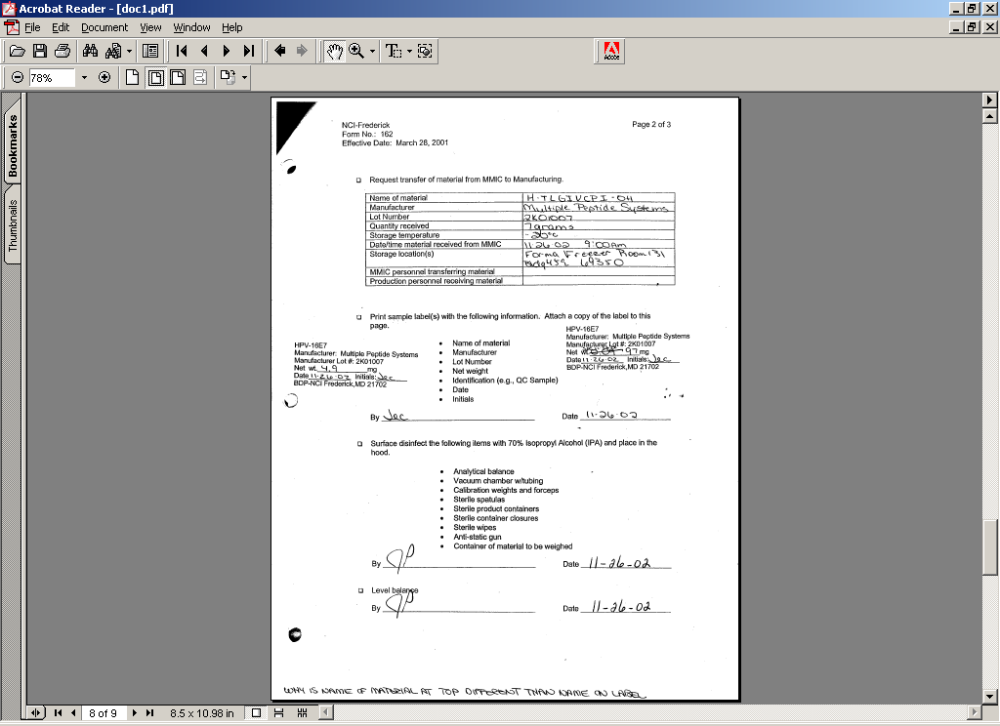 Acrobat Reader - [doc1.pdf]
File Edit Document View Window Help
Adobe
78%
Bookmarks
Thumbnails
NCI-Frederick
Form No.: 162
Effective Date: March 28, 2001
Page 2 of 3
Request transfer of material from MMIC to Manufacturing.
Name of material H-TLGIVCPI-OH
Manufacturer Multiple Peptide Systems
Lot Number 2K01007
Quantity received 7grams
Storage temperature -20°C
Date/time material received from MMIC 11-26-02 9:00am
Storage location(s) Forma Freezer Room 131
Bldg 459 69350
MMIC personnel transferring material
Production personnel receiving material
Print sample label(s) with the following information. Attach a copy of the label to this
page.
HPV-16E7
Manufacturer: Multiple Peptide Systems
Manufacturer Lot #: 2K01007
Net wt. 4.9 mg
Date 11-26-02 Initials: Jec
BDP-NCI Frederick,MD 21702
• Name of material
• Manufacturer
• Lot Number
• Net weight
• Identification (e.g., QC Sample)
• Date
• Initials
HPV-16E7
Manufacturer: Multiple Peptide Systems
Manufacturer Lot #: 2K01007
Net wt. 97 mg
Date 11-26-02 Initials: Jec
BDP-NCI Frederick,MD 21702
By Jec Date 11-26-02
Surface disinfect the following items with 70% Isopropyl Alcohol (IPA) and place in the
hood.
• Analytical balance
• Vacuum chamber w/tubing
• Calibration weights and forceps
• Sterile spatulas
• Sterile product containers
• Sterile container closures
• Sterile wipes
• Anti-static gun
• Container of material to be weighed
By JP Date 11-26-02
Level balance
By JP Date 11-26-02
WHY IS NAME OF MATERIAL AT TOP DIFFERENT THAN NAME ON LABEL
8 of 9 8.5 x 10.98 in